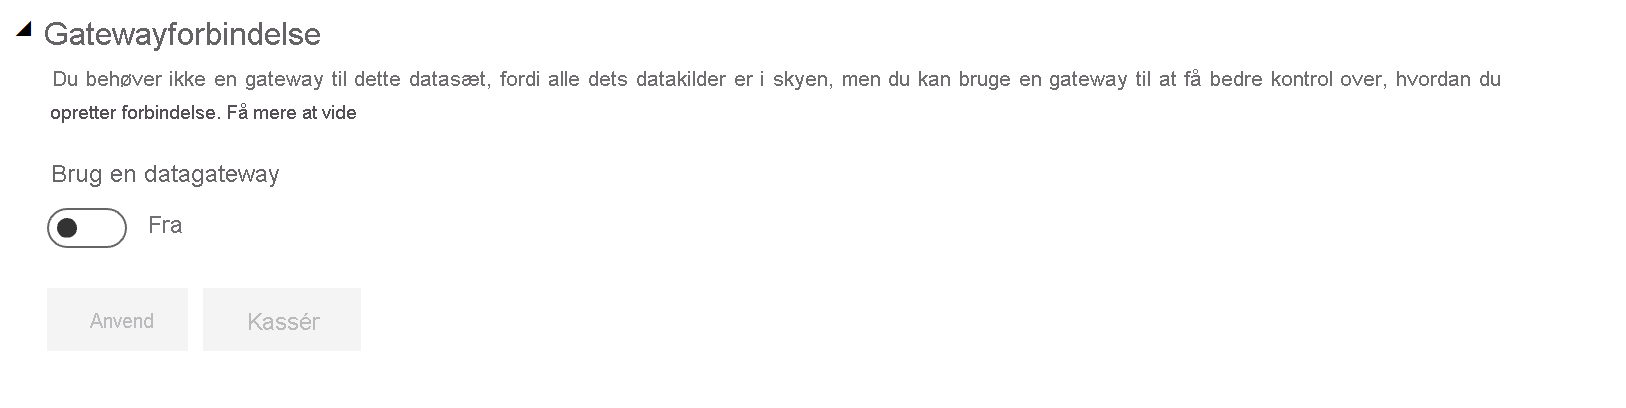 Gatewayforbindelse
Du behøver ikke en gateway til dette datasæt, fordi alle dets datakilder er i skyen, men du kan bruge en gateway til at få bedre kontrol over, hvordan du
opretter forbindelse. Få mere at vide
Brug en datagateway
Fra
Anvend Kassér